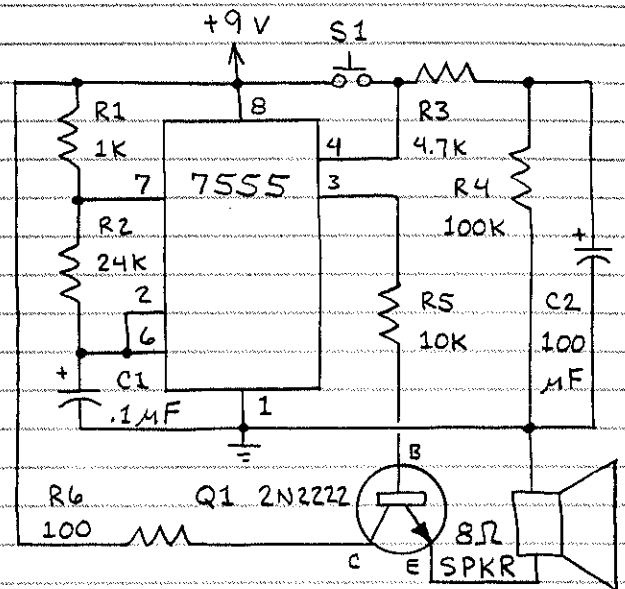 +9 V
S1
R1
1K
8
4
R3
4.7K
7
7555
3
R4
100K
R2
24K
2
6
R5
10K
+
C2
100
µF
+
C1
.1µF
1
B
R6
100
Q1 2N2222
C
E
8Ω
SPKR